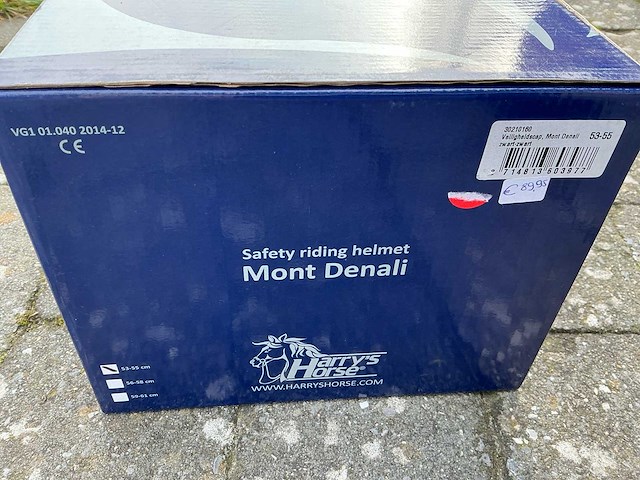 VG1 01.040 2014-12
CE
30210160
Veiligheidscap, Mont Denali 53-55
zwart-zwart
8714813603977
€89,95
Safety riding helmet
Mont Denali
53-55 cm
56-58 cm
59-61 cm
Harry's
Horse®
WWW.HARRYSHORSE.COM